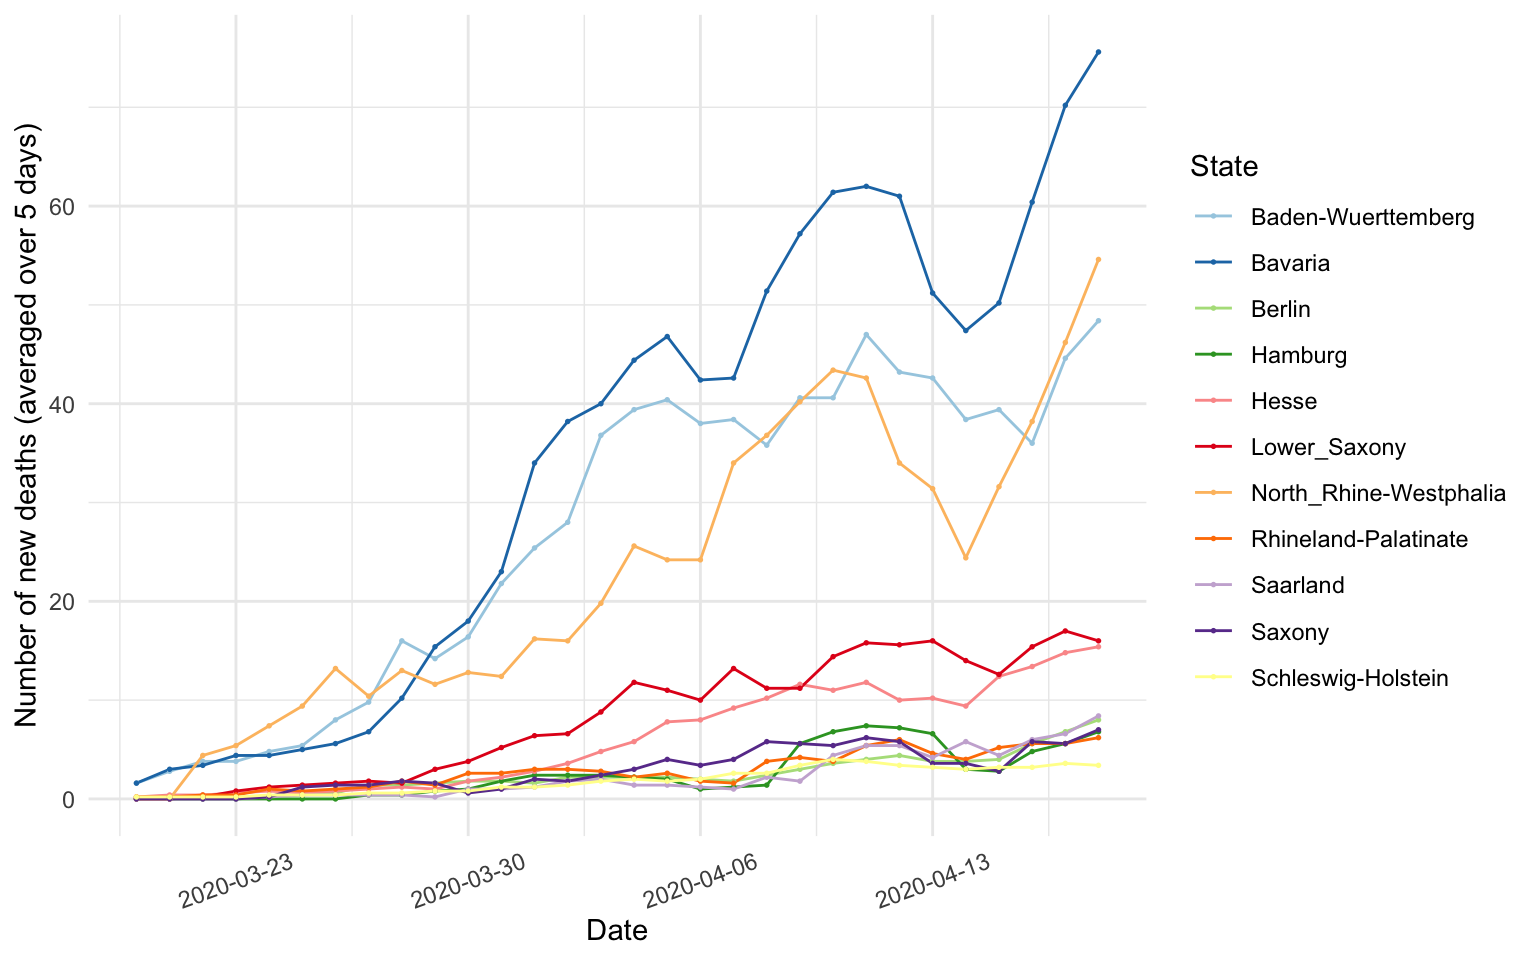 Number of new deaths (averaged over 5 days)
60
40
20
0
2020-03-23
2020-03-30
2020-04-06
2020-04-13
Date
State
Baden-Wuerttemberg
Bavaria
Berlin
Hamburg
Hesse
Lower_Saxony
North_Rhine-Westphalia
Rhineland-Palatinate
Saarland
Saxony
Schleswig-Holstein